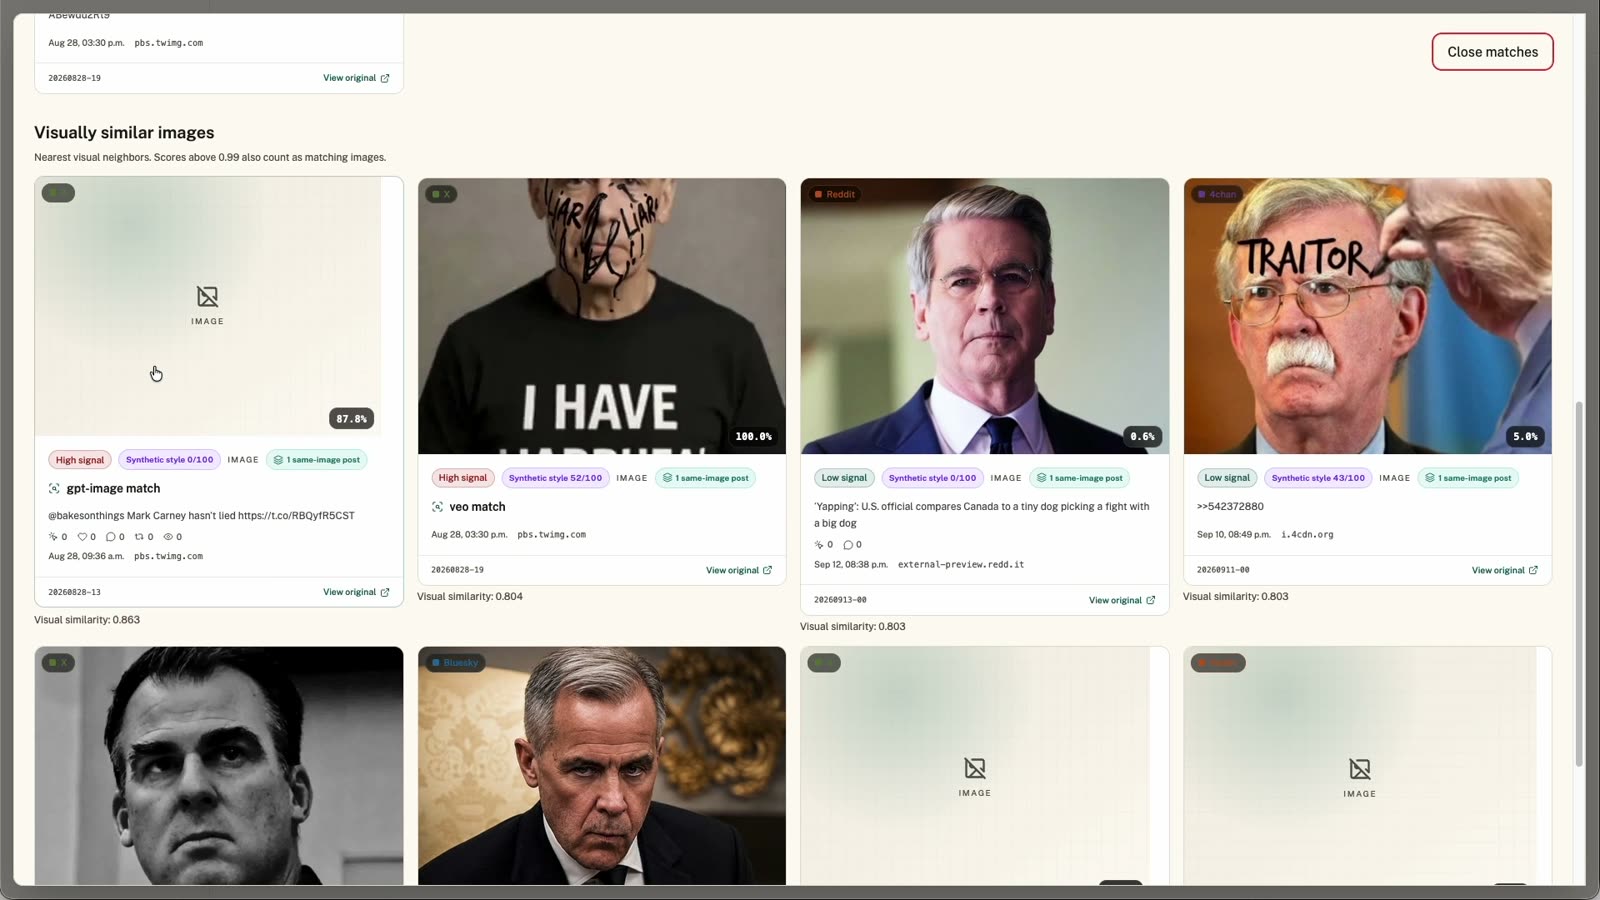 ABewuu2Rt9
Aug 28, 03:30 p.m. pbs.twimg.com
20260828-19 View original
Close matches
Visually similar images
Nearest visual neighbors. Scores above 0.99 also count as matching images.
IMAGE
87.8%
High signal Synthetic style 0/100 IMAGE 1 same-image post
gpt-image match
@bakesonthings Mark Carney hasn't lied https://t.co/RBQyfR5CST
0 0 0 0 0
Aug 28, 09:36 a.m. pbs.twimg.com
20260828-13 View original
Visual similarity: 0.863
X
LIAR LIAR!
I HAVE
100.0%
High signal Synthetic style 52/100 IMAGE 1 same-image post
veo match
Aug 28, 03:30 p.m. pbs.twimg.com
20260828-19 View original
Visual similarity: 0.804
Reddit
0.6%
Low signal Synthetic style 0/100 IMAGE 1 same-image post
'Yapping': U.S. official compares Canada to a tiny dog picking a fight with
a big dog
0 0
Sep 12, 08:38 p.m. external-preview.redd.it
20260913-00 View original
Visual similarity: 0.803
4chan
TRAITOR
5.0%
Low signal Synthetic style 43/100 IMAGE 1 same-image post
>>542372880
Sep 10, 08:49 p.m. i.4cdn.org
20260911-00 View original
Visual similarity: 0.803
X
Bluesky
IMAGE
IMAGE